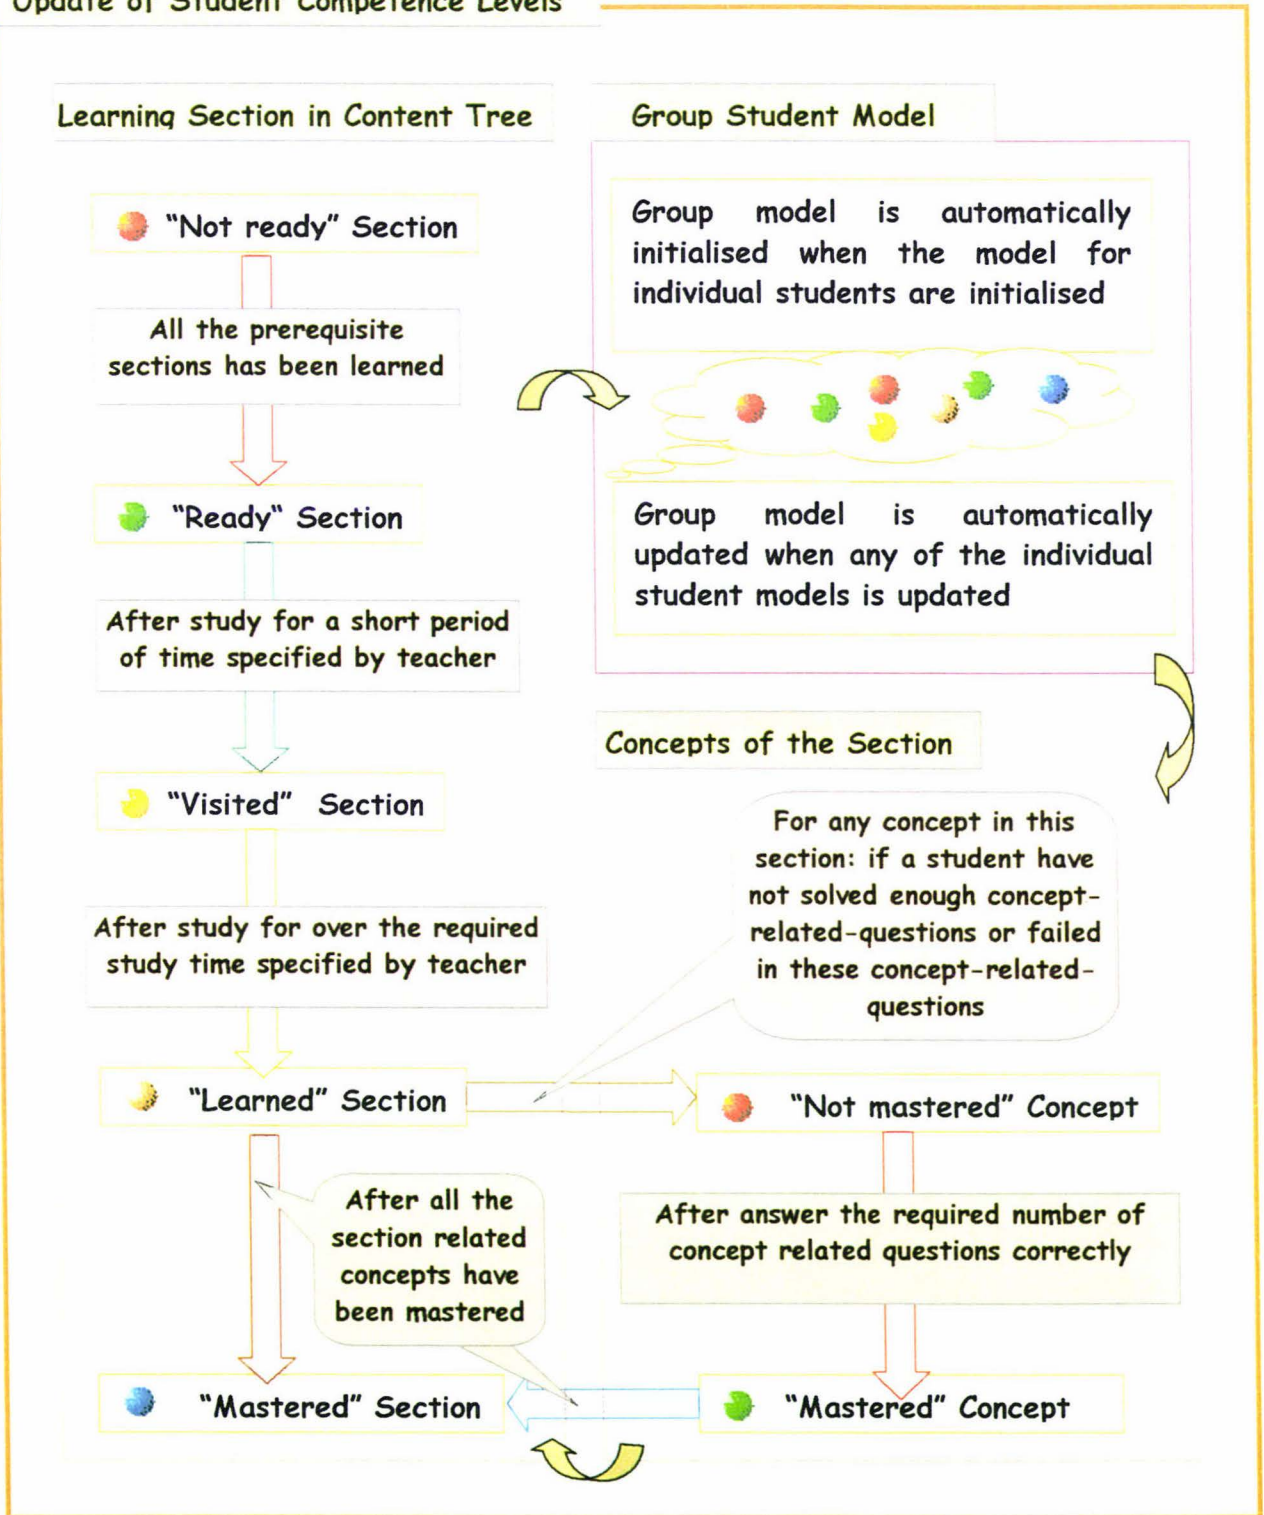 Update of Student Competence Levels
Learning Section in Content Tree
"Not ready" Section
All the prerequisite
sections has been learned
"Ready" Section
After study for a short period
of time specified by teacher
"Visited" Section
After study for over the required
study time specified by teacher
"Learned" Section
After all the
section related
concepts have
been mastered
"Mastered" Section
Group Student Model
Group model is automatically
initialised when the model for
individual students are initialised
Group model is automatically
updated when any of the individual
student models is updated
Concepts of the Section
For any concept in this
section: if a student have
not solved enough concept-
related-questions or failed
in these concept-related-
questions
"Not mastered" Concept
After answer the required number of
concept related questions correctly
"Mastered" Concept